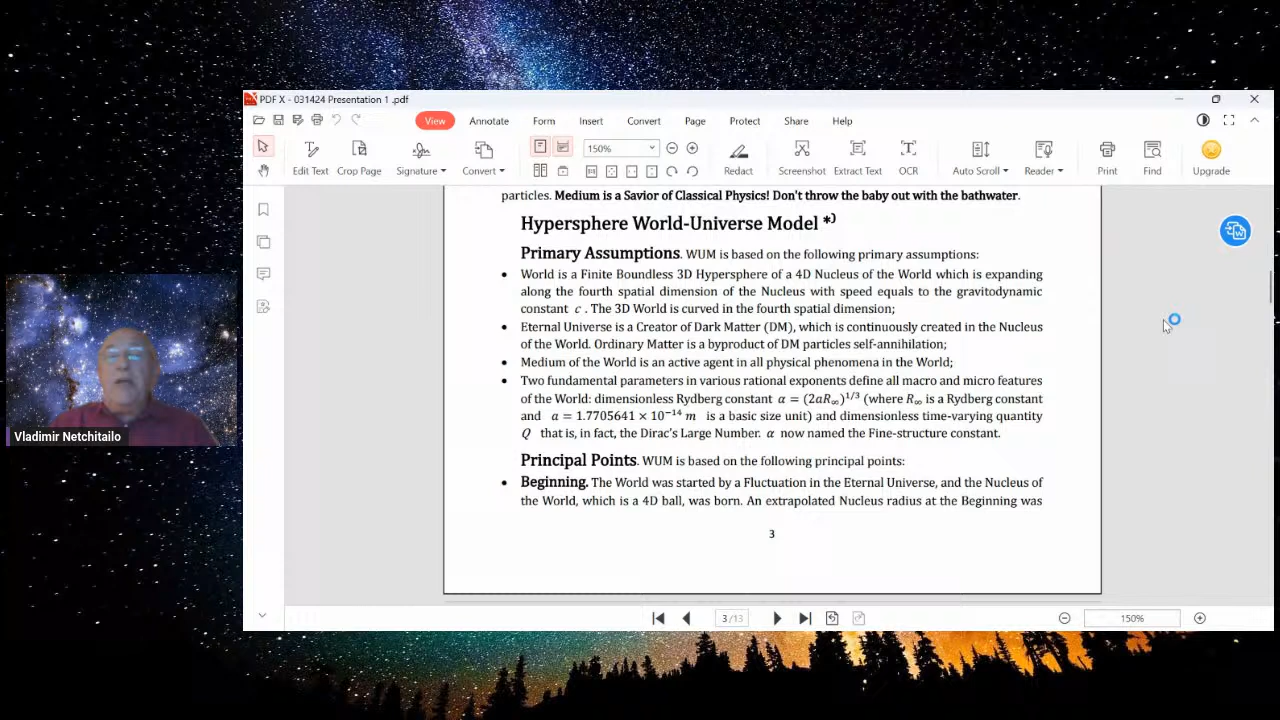 PDF X - 031424 Presentation 1 .pdf
View Annotate Form Insert Convert Page Protect Share Help
150%
Edit Text Crop Page Signature Convert Redact Screenshot Extract Text OCR Auto Scroll Reader Print Find Upgrade
particles. Medium is a Savior of Classical Physics! Don't throw the baby out with the bathwater.
Hypersphere World-Universe Model *)
Primary Assumptions. WUM is based on the following primary assumptions:
• World is a Finite Boundless 3D Hypersphere of a 4D Nucleus of the World which is expanding
along the fourth spatial dimension of the Nucleus with speed equals to the gravitodynamic
constant c . The 3D World is curved in the fourth spatial dimension;
• Eternal Universe is a Creator of Dark Matter (DM), which is continuously created in the Nucleus
of the World. Ordinary Matter is a byproduct of DM particles self-annihilation;
• Medium of the World is an active agent in all physical phenomena in the World;
• Two fundamental parameters in various rational exponents define all macro and micro features
of the World: dimensionless Rydberg constant α = (2aR∞)^1/3 (where R∞ is a Rydberg constant
and a = 1.7705641 × 10^−14 m is a basic size unit) and dimensionless time-varying quantity
Q that is, in fact, the Dirac's Large Number. α now named the Fine-structure constant.
Principal Points. WUM is based on the following principal points:
• Beginning. The World was started by a Fluctuation in the Eternal Universe, and the Nucleus of
the World, which is a 4D ball, was born. An extrapolated Nucleus radius at the Beginning was
3
Vladimir Netchitailo
3 /13
150%